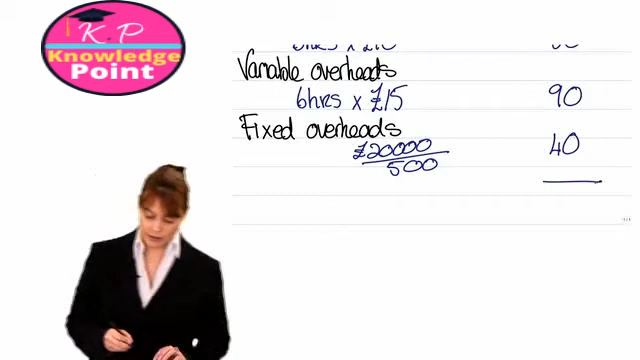 K.P
Knowledge
Point
Variable overheads
6hrs x £15 90
Fixed overheads
£20000 40
500